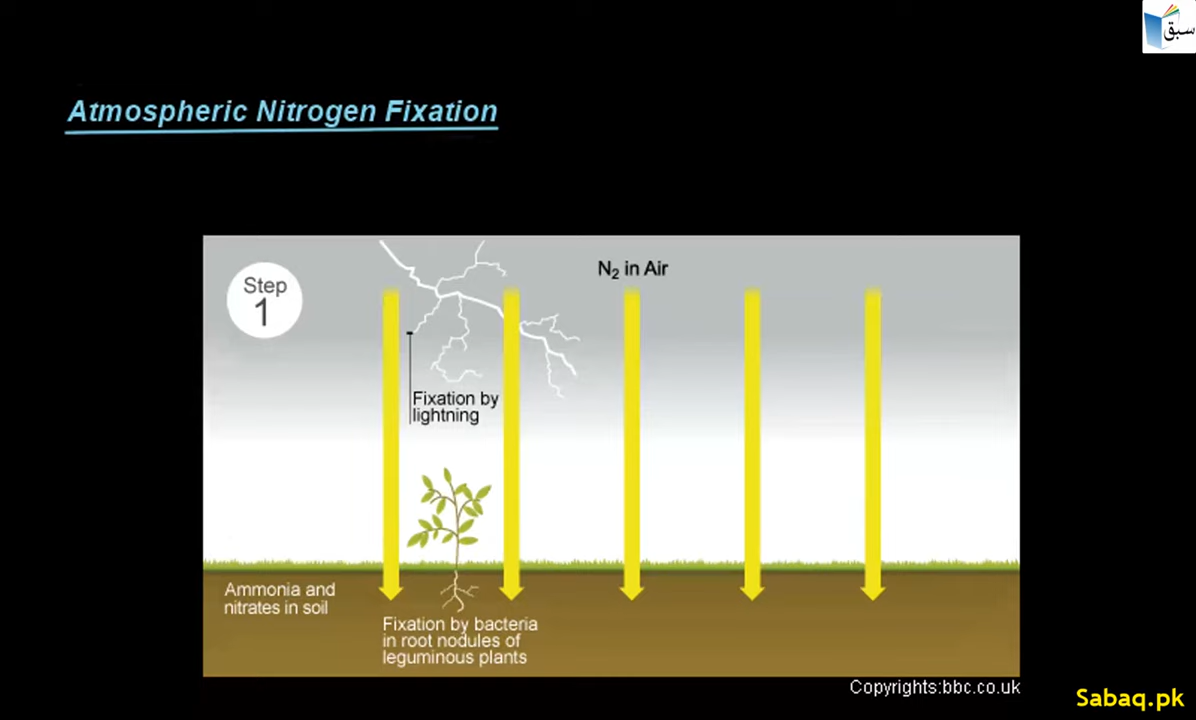 سبق
Atmospheric Nitrogen Fixation
Step
1
N₂ in Air
Fixation by
lightning
Ammonia and
nitrates in soil
Fixation by bacteria
in root nodules of
leguminous plants
Copyrights:bbc.co.uk
Sabaq.pk